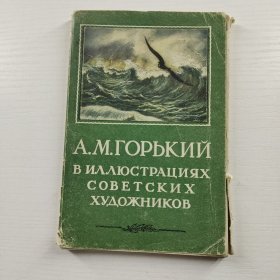 А.М.ГОРЬКИЙ
В ИЛЛЮСТРАЦИЯХ
СОВЕТСКИХ
ХУДОЖНИКОВ